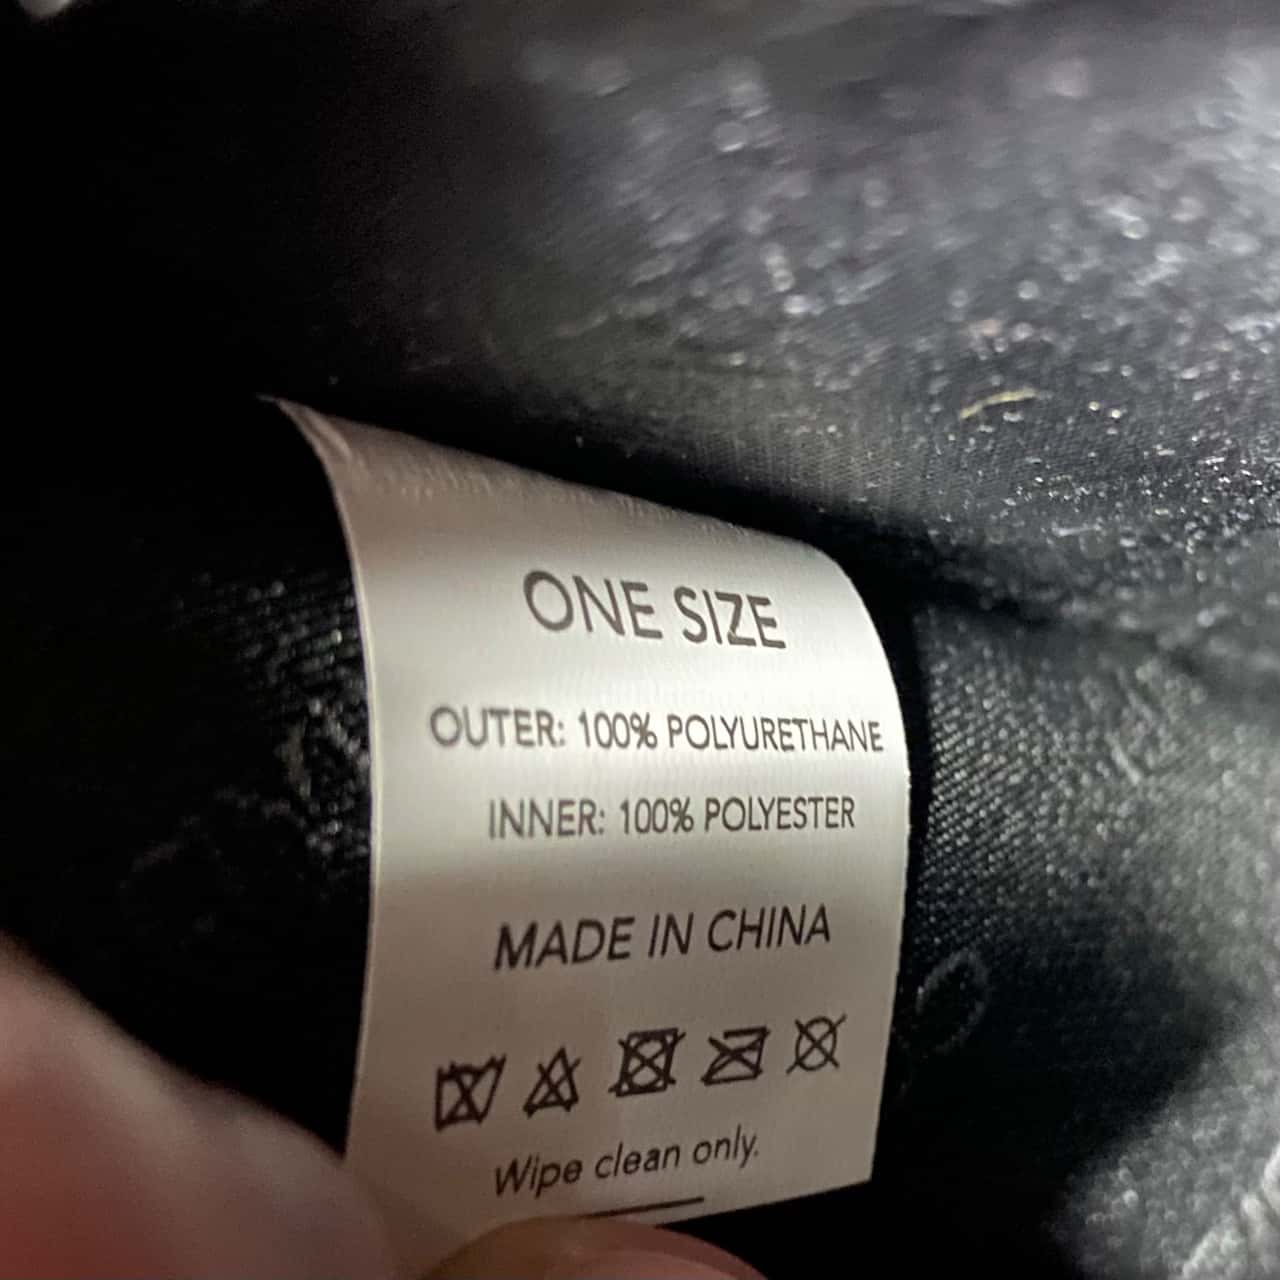 ONE SIZE
OUTER: 100% POLYURETHANE
INNER: 100% POLYESTER
MADE IN CHINA
Wipe clean only.